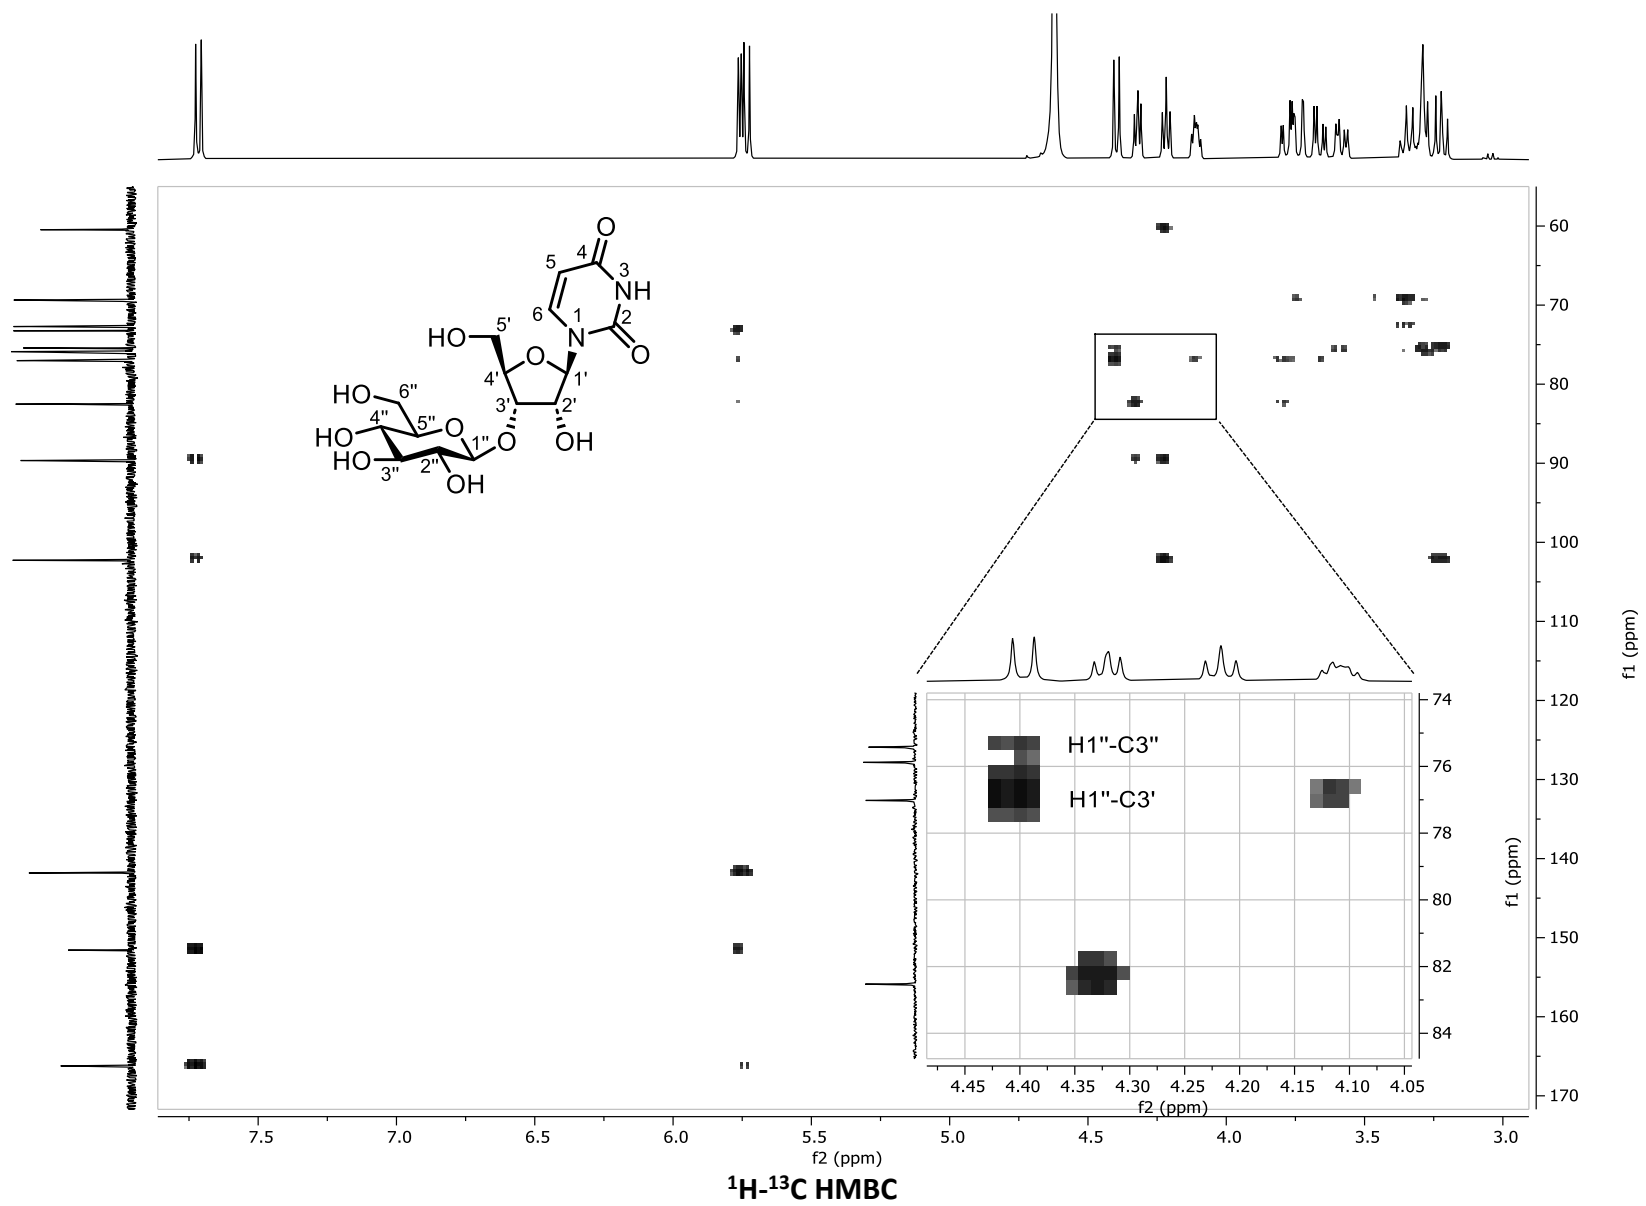 O
4
5
3
NH
6
1
2
N
O
5'
HO
O
4'
1'
3'
2'
HO
6"
4"
5"
O
HO
1"
O
OH
HO
3"
2"
OH
60
70
80
90
100
110
120
130
140
150
160
170
f1 (ppm)
H1"-C3"
H1"-C3'
74
76
78
80
82
84
f1 (ppm)
4.45 4.40 4.35 4.30 4.25 4.20 4.15 4.10 4.05
f2 (ppm)
7.5 7.0 6.5 6.0 5.5 5.0 4.5 4.0 3.5 3.0
f2 (ppm)
¹H-¹³C HMBC